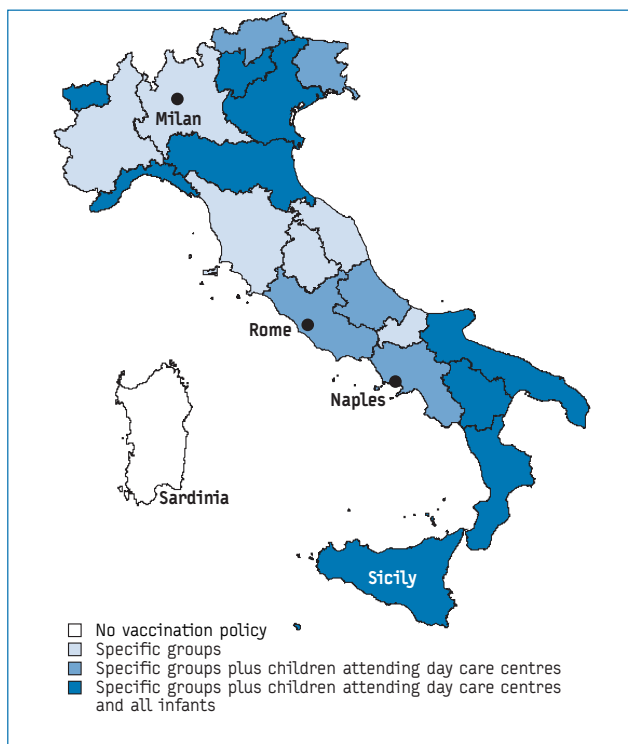 Milan
Rome
Naples
Sardinia
Sicily
No vaccination policy
Specific groups
Specific groups plus children attending day care centres
Specific groups plus children attending day care centres
and all infants